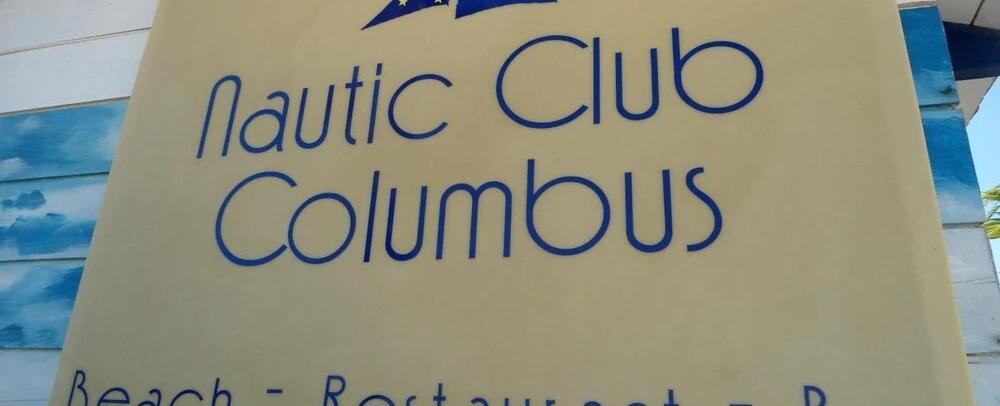 Nautic Club
Columbus
Beach - Restaurant -